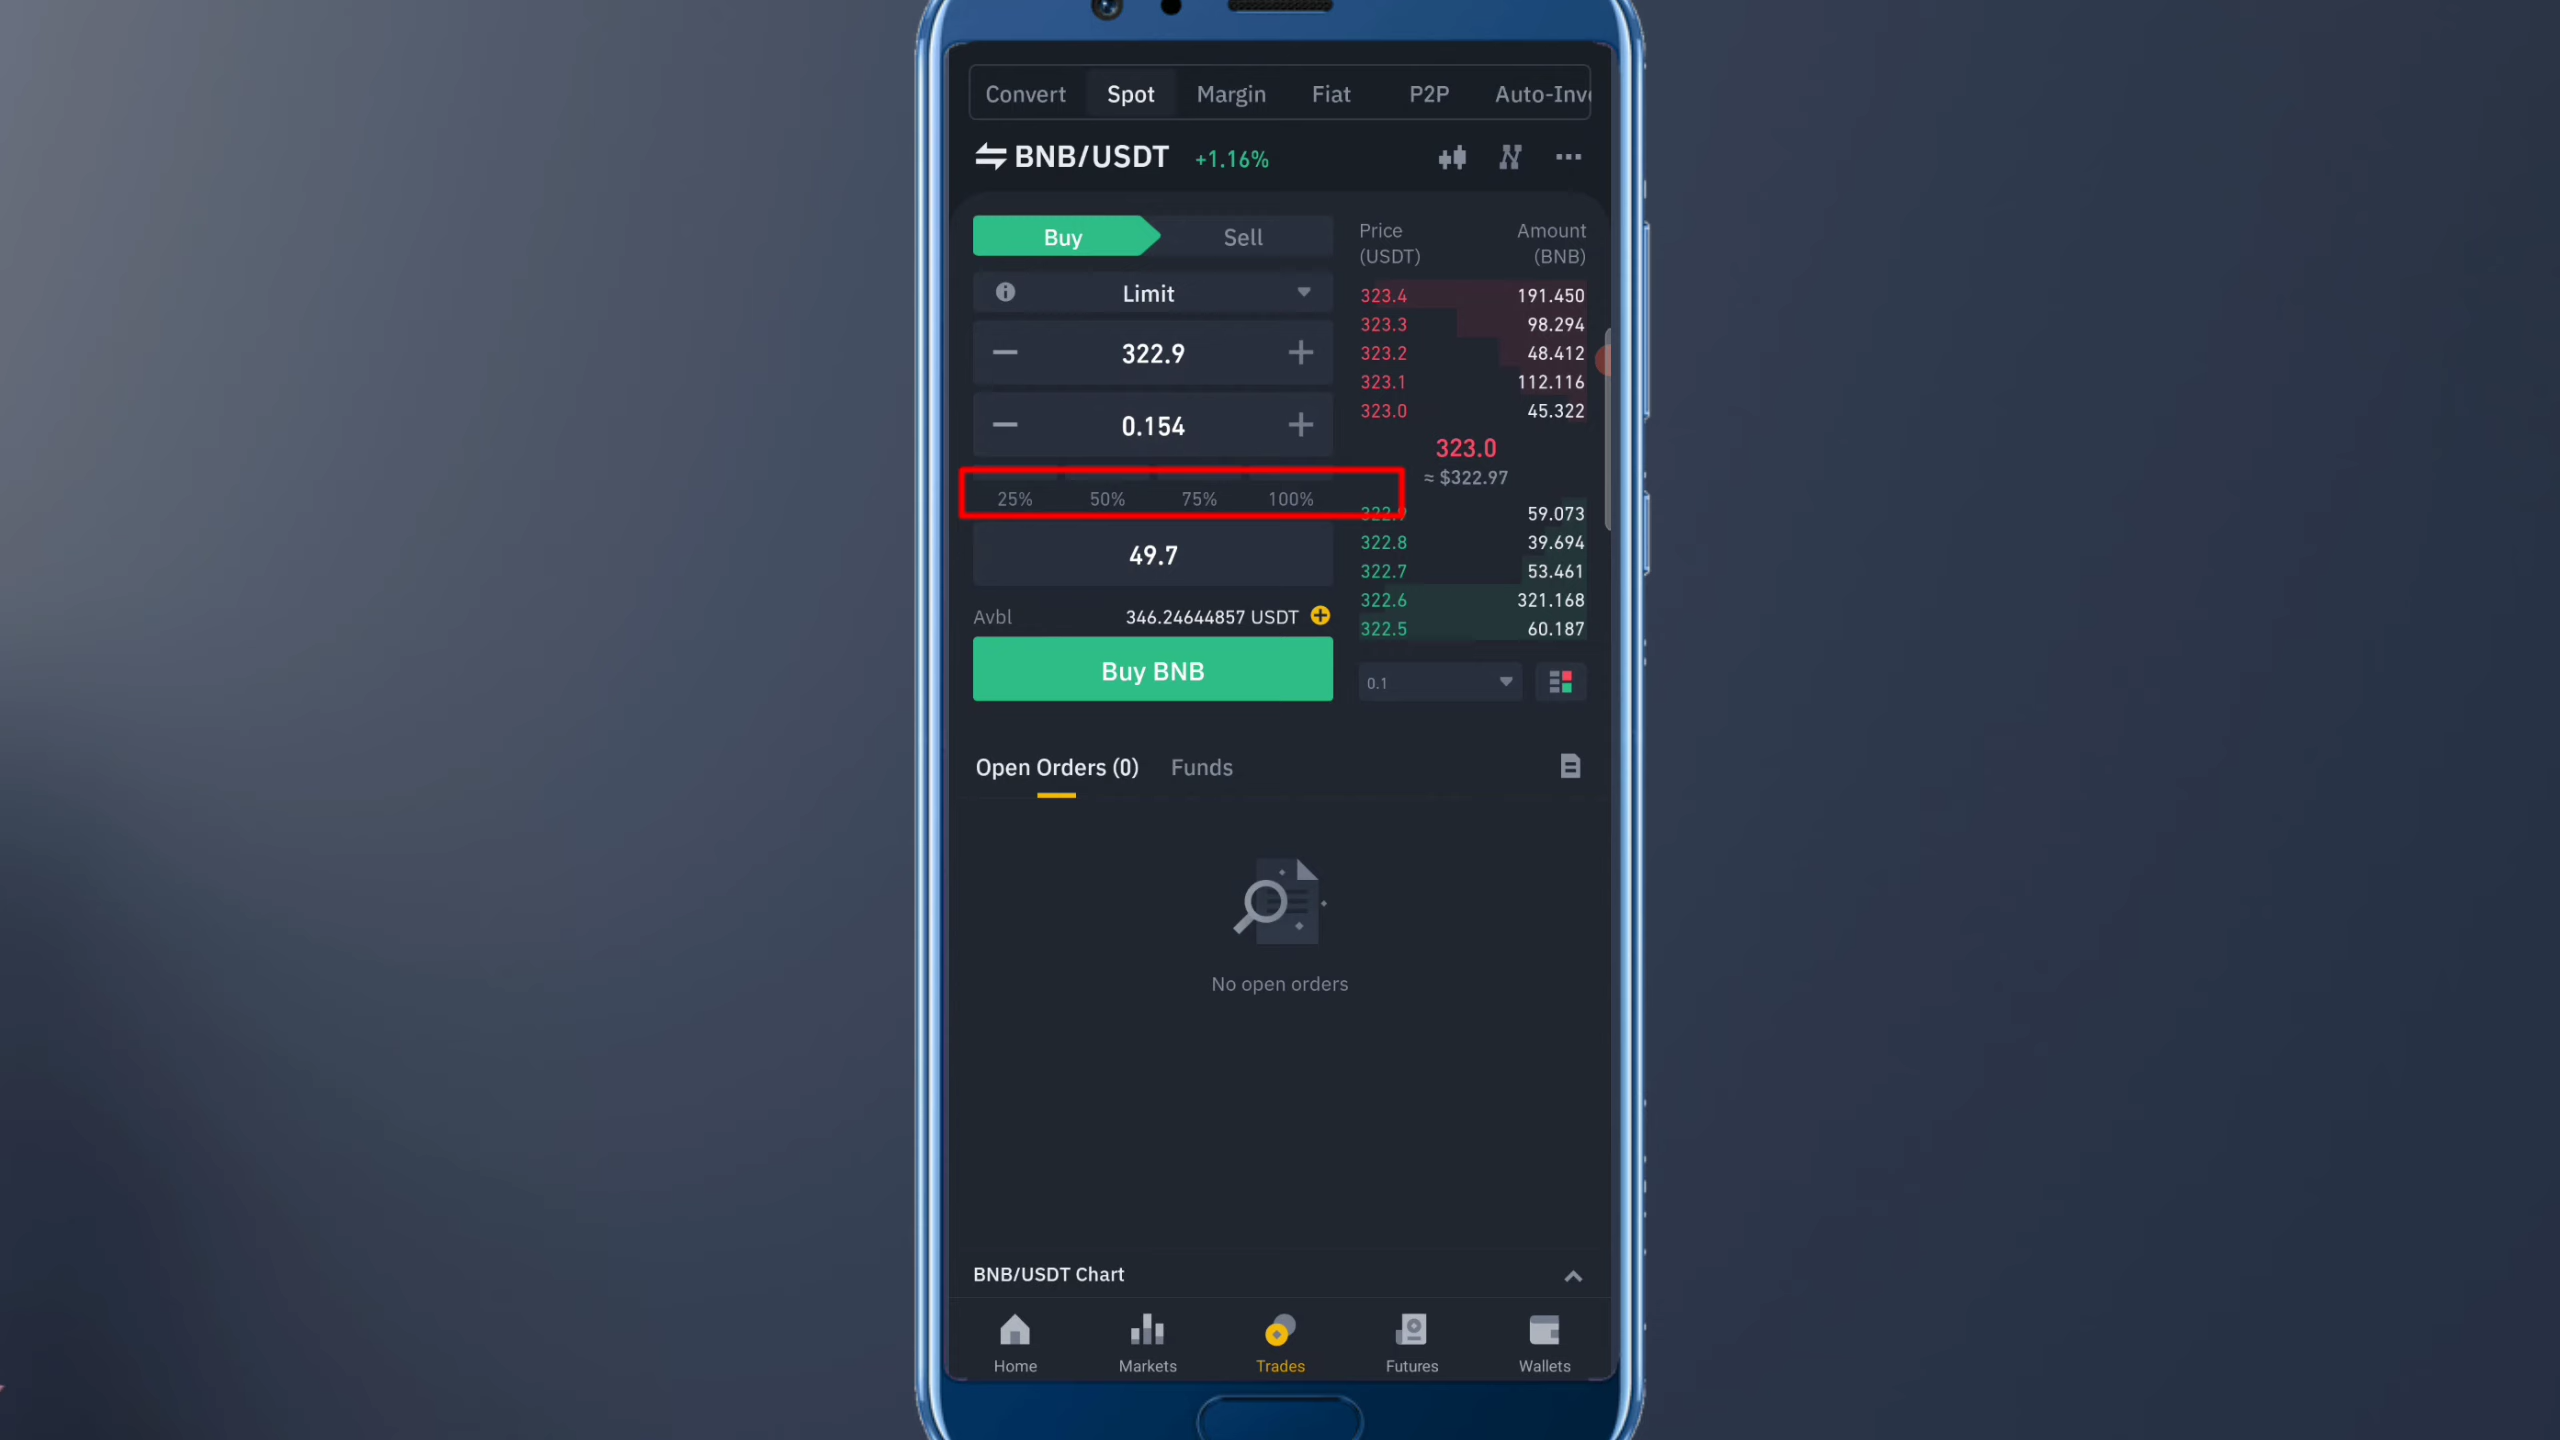 Convert Spot Margin Fiat P2P Auto-Inv
BNB/USDT +1.16%
Buy Sell
Limit
322.9
0.154
25% 50% 75% 100%
49.7
Avbl 346.24644857 USDT
Buy BNB
Price Amount
(USDT) (BNB)
323.4 191.450
323.3 98.294
323.2 48.412
323.1 112.116
323.0 45.322
323.0
≈ $322.97
322.9 59.073
322.8 39.694
322.7 53.461
322.6 321.168
322.5 60.187
0.1
Open Orders (0) Funds
No open orders
BNB/USDT Chart
Home Markets Trades Futures Wallets